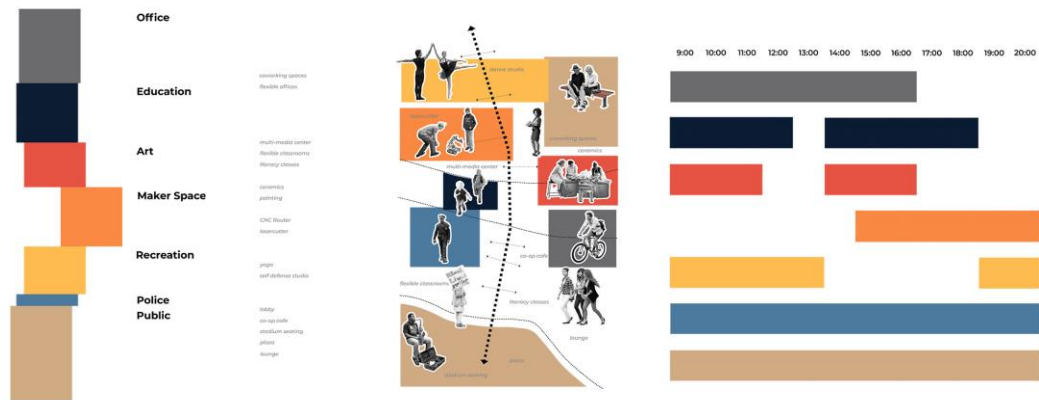 Office
coworking spaces
flexible offices
Education
multi-media center
flexible classrooms
literacy classes
Art
ceramics
painting
Maker Space
CNC Router
lasercutter
Recreation
yoga
self defense studio
Police
Public
lobby
co-op cafe
stadium seating
plaza
lounge
dance studio
lasercutter
coworking spaces
ceramics
multi-media center
co-op cafe
flexible classrooms
literacy classes
lounge
plaza
stadium seating
9:00 10:00 11:00 12:00 13:00 14:00 15:00 16:00 17:00 18:00 19:00 20:00